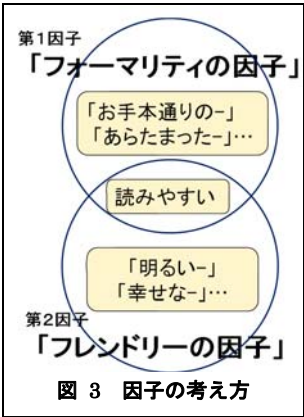 第1因子
「フォーマリティの因子」
「お手本通りの-」
「あらたまった-」…
読みやすい
「明るい-」
「幸せな-」…
第2因子
「フレンドリーの因子」
図 3 因子の考え方